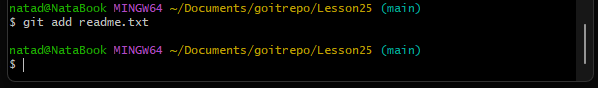 natad@NataBook MINGW64 ~/Documents/goitrepo/Lesson25 (main)
$ git add readme.txt
natad@NataBook MINGW64 ~/Documents/goitrepo/Lesson25 (main)
$